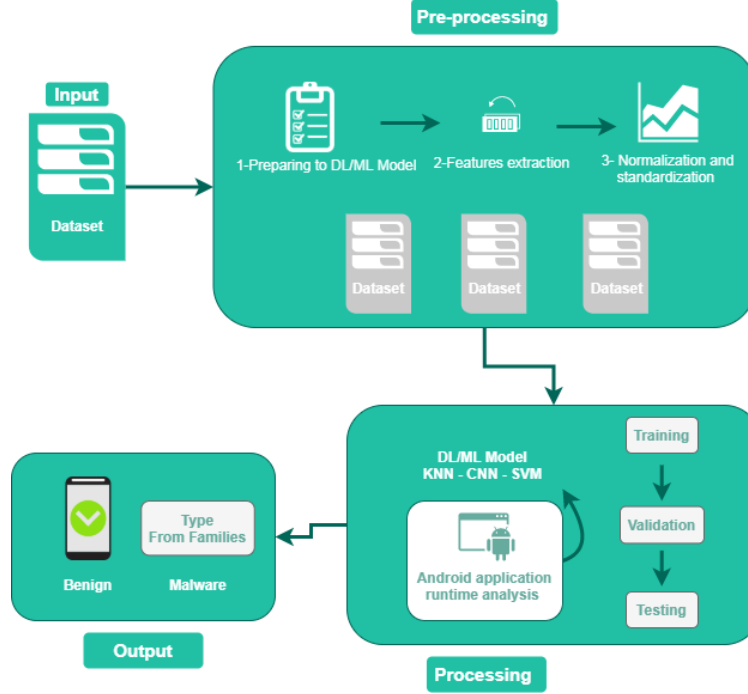 Pre-processing
Input
Dataset
1-Preparing to DL/ML Model
2-Features extraction
3- Normalization and
standardization
Dataset
Dataset
Dataset
DL/ML Model
KNN - CNN - SVM
Android application
runtime analysis
Training
Validation
Testing
Processing
Type
From Families
Benign
Malware
Output